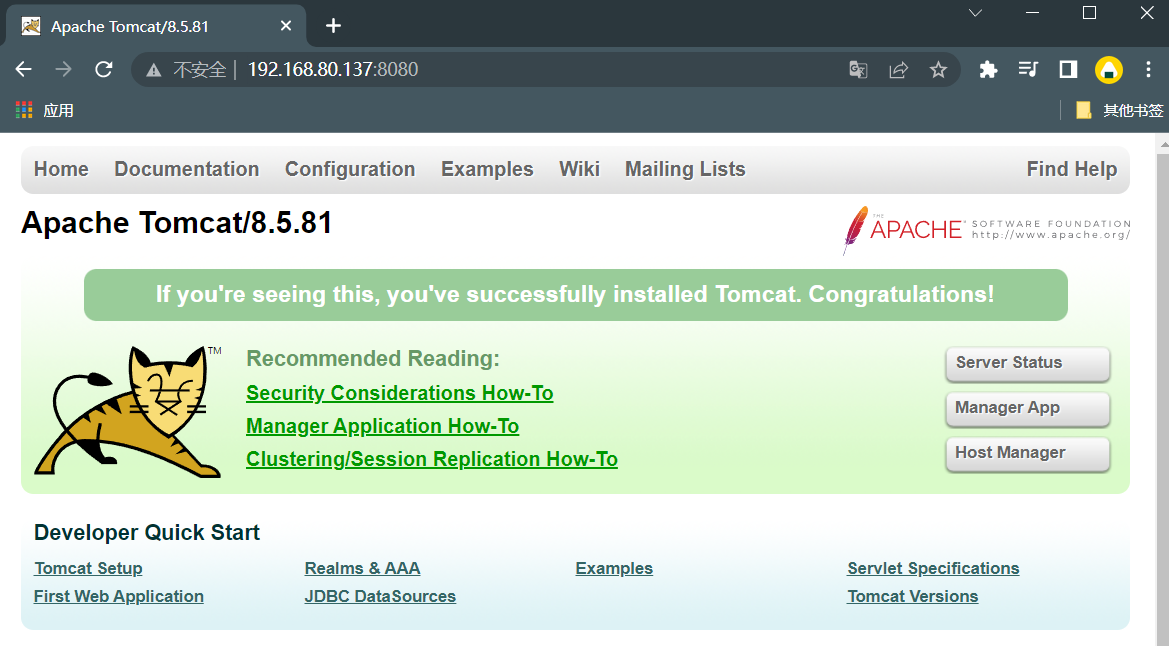 Apache Tomcat/8.5.81
不安全 | 192.168.80.137:8080
应用
其他书签
Home Documentation Configuration Examples Wiki Mailing Lists Find Help
Apache Tomcat/8.5.81
THE APACHE SOFTWARE FOUNDATION
http://www.apache.org/
If you're seeing this, you've successfully installed Tomcat. Congratulations!
TM
Recommended Reading:
Security Considerations How-To
Manager Application How-To
Clustering/Session Replication How-To
Server Status
Manager App
Host Manager
Developer Quick Start
Tomcat Setup Realms & AAA Examples Servlet Specifications
First Web Application JDBC DataSources Tomcat Versions